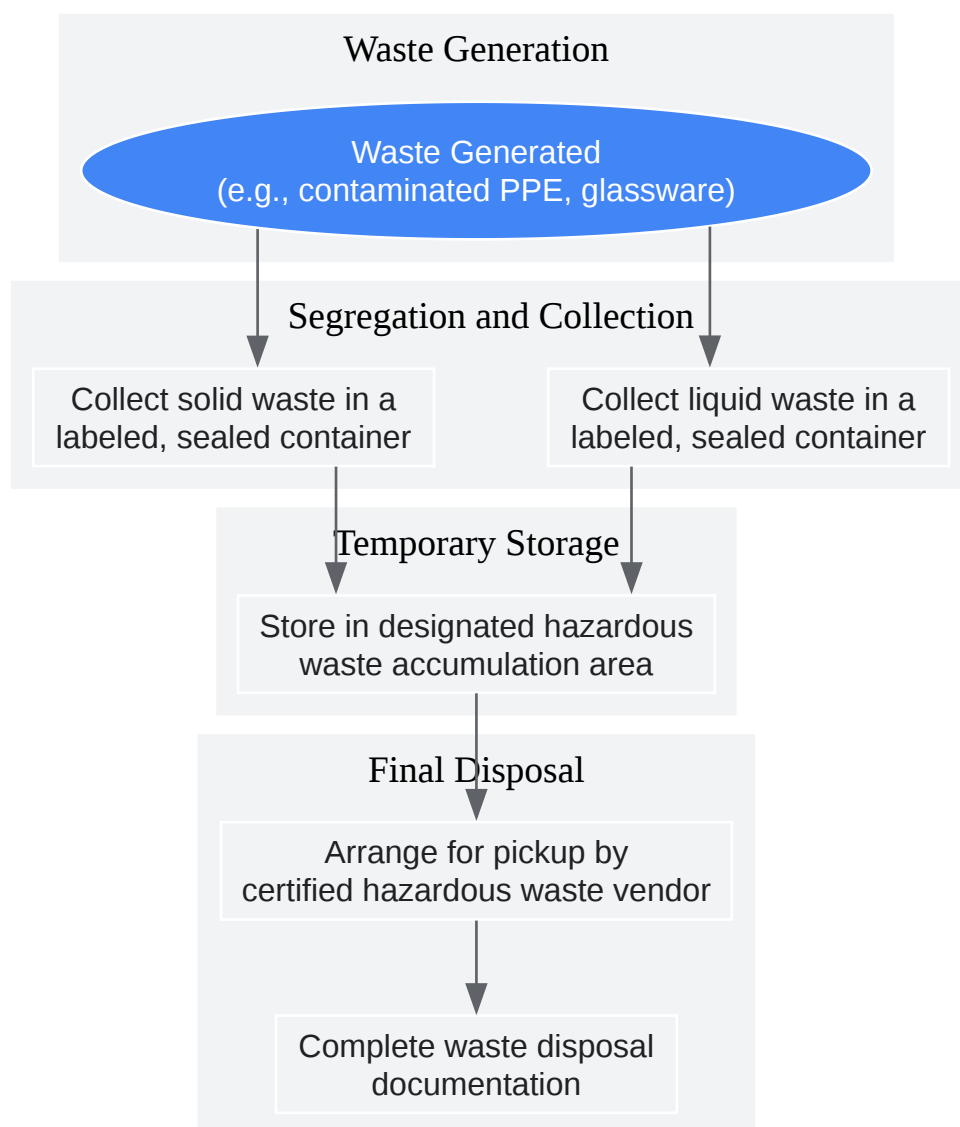 Waste Generation
Waste Generated
(e.g., contaminated PPE, glassware)
Segregation and Collection
Collect solid waste in a
labeled, sealed container
Collect liquid waste in a
labeled, sealed container
Temporary Storage
Store in designated hazardous
waste accumulation area
Final Disposal
Arrange for pickup by
certified hazardous waste vendor
Complete waste disposal
documentation